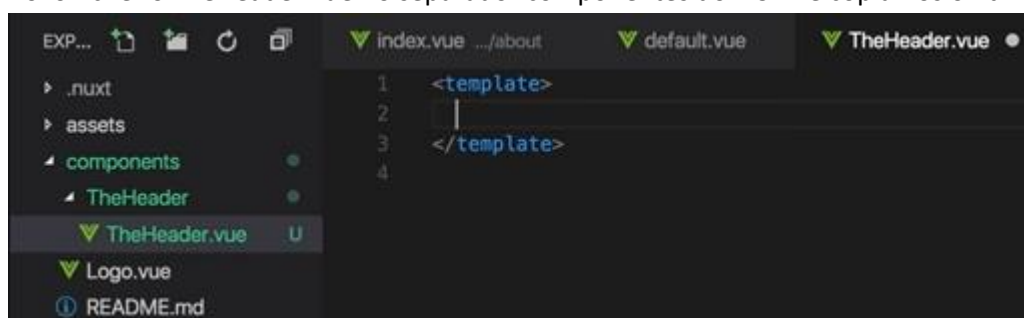 EXP...
index.vue .../about
default.vue
TheHeader.vue
.nuxt
assets
components
TheHeader
TheHeader.vue U
Logo.vue
README.md
1 <template>
2
3 </template>
4